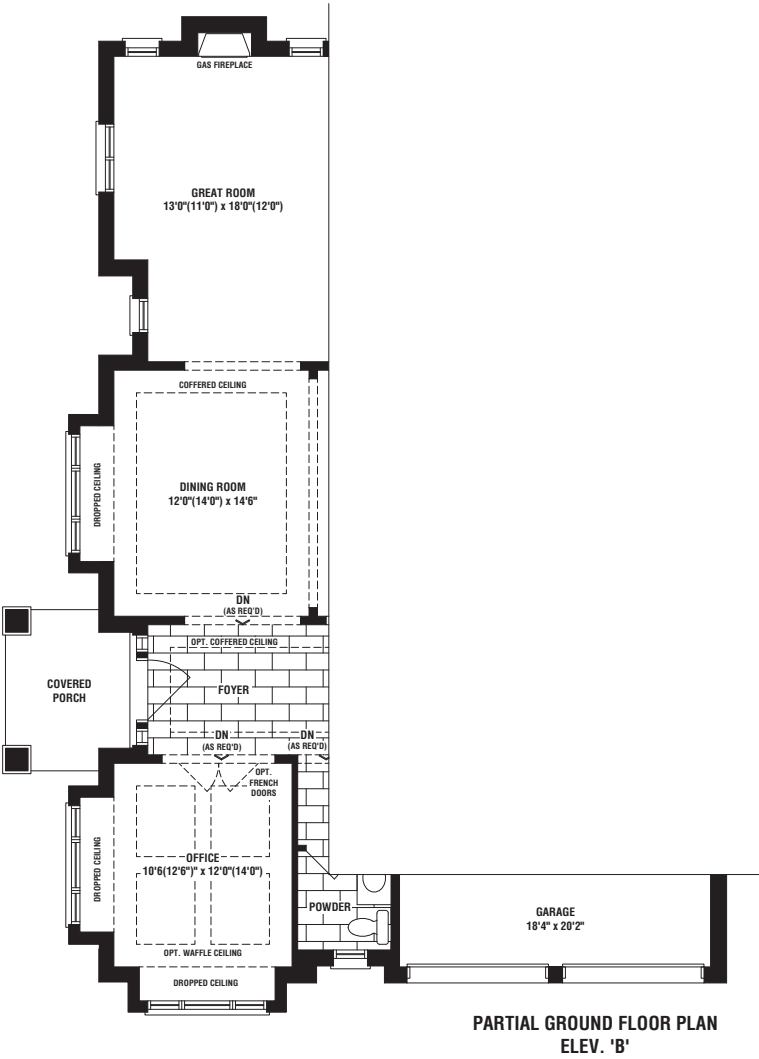 GAS FIREPLACE
GREAT ROOM
13'0"(11'0") x 18'0"(12'0")
COFFERED CEILING
DROPPED CEILING
DINING ROOM
12'0"(14'0") x 14'6"
DN
(AS REQ'D)
OPT. COFFERED CEILING
COVERED
PORCH
FOYER
DN
(AS REQ'D)
DN
(AS REQ'D)
OPT.
FRENCH
DOORS
DROPPED CEILING
OFFICE
10'6(12'6")" x 12'0"(14'0")
POWDER
GARAGE
18'4" x 20'2"
OPT. WAFFLE CEILING
DROPPED CEILING
PARTIAL GROUND FLOOR PLAN
ELEV. 'B'